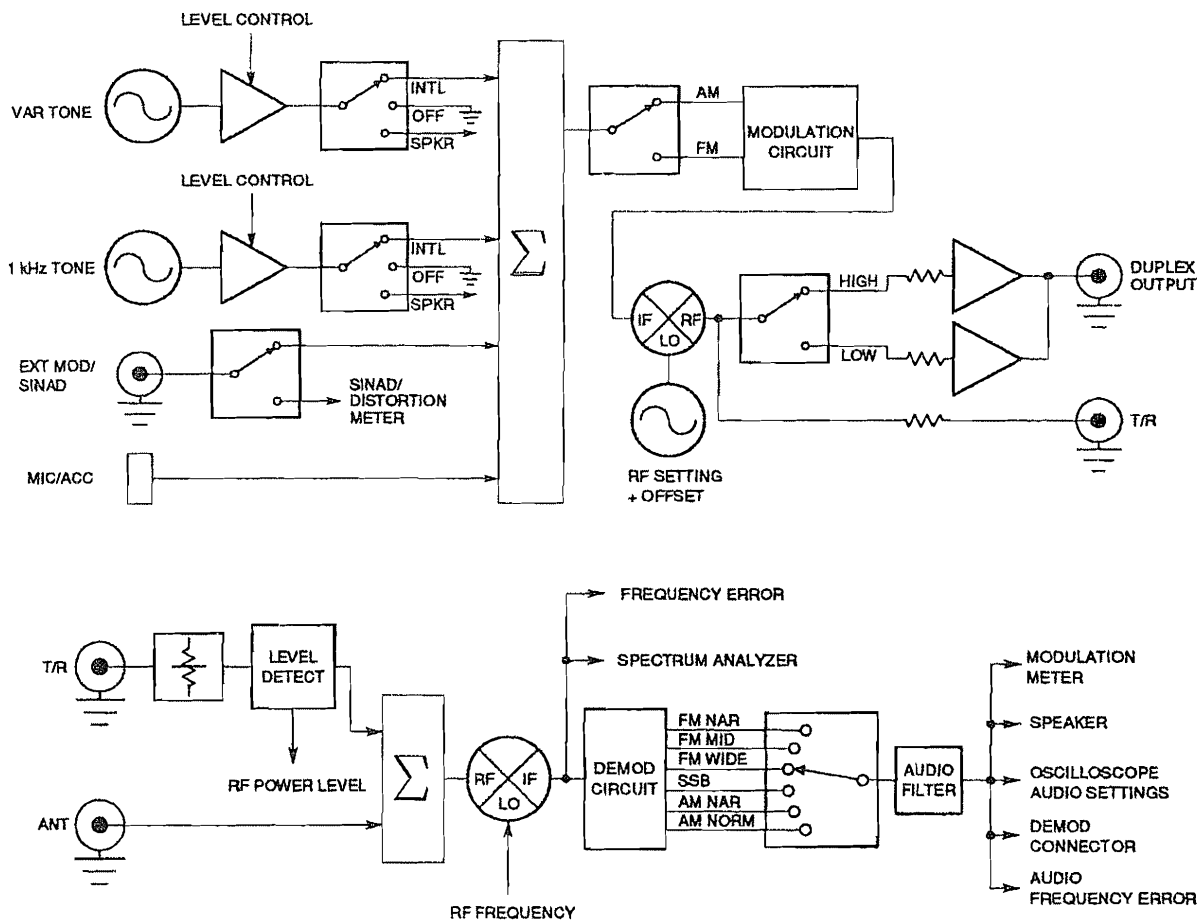 LEVEL CONTROL
VAR TONE
INTL
OFF
SPKR
LEVEL CONTROL
1 kHz TONE
INTL
OFF
SPKR
EXT MOD/
SINAD
SINAD/
DISTORTION
METER
MIC/ACC
Σ
AM
FM
MODULATION
CIRCUIT
IF
RF
LO
RF SETTING
+ OFFSET
HIGH
LOW
DUPLEX
OUTPUT
T/R
T/R
LEVEL
DETECT
RF POWER LEVEL
ANT
Σ
RF
IF
LO
RF FREQUENCY
FREQUENCY ERROR
SPECTRUM ANALYZER
DEMOD
CIRCUIT
FM NAR
FM MID
FM WIDE
SSB
AM NAR
AM NORM
AUDIO
FILTER
MODULATION
METER
SPEAKER
OSCILLOSCOPE
AUDIO SETTINGS
DEMOD
CONNECTOR
AUDIO
FREQUENCY ERROR